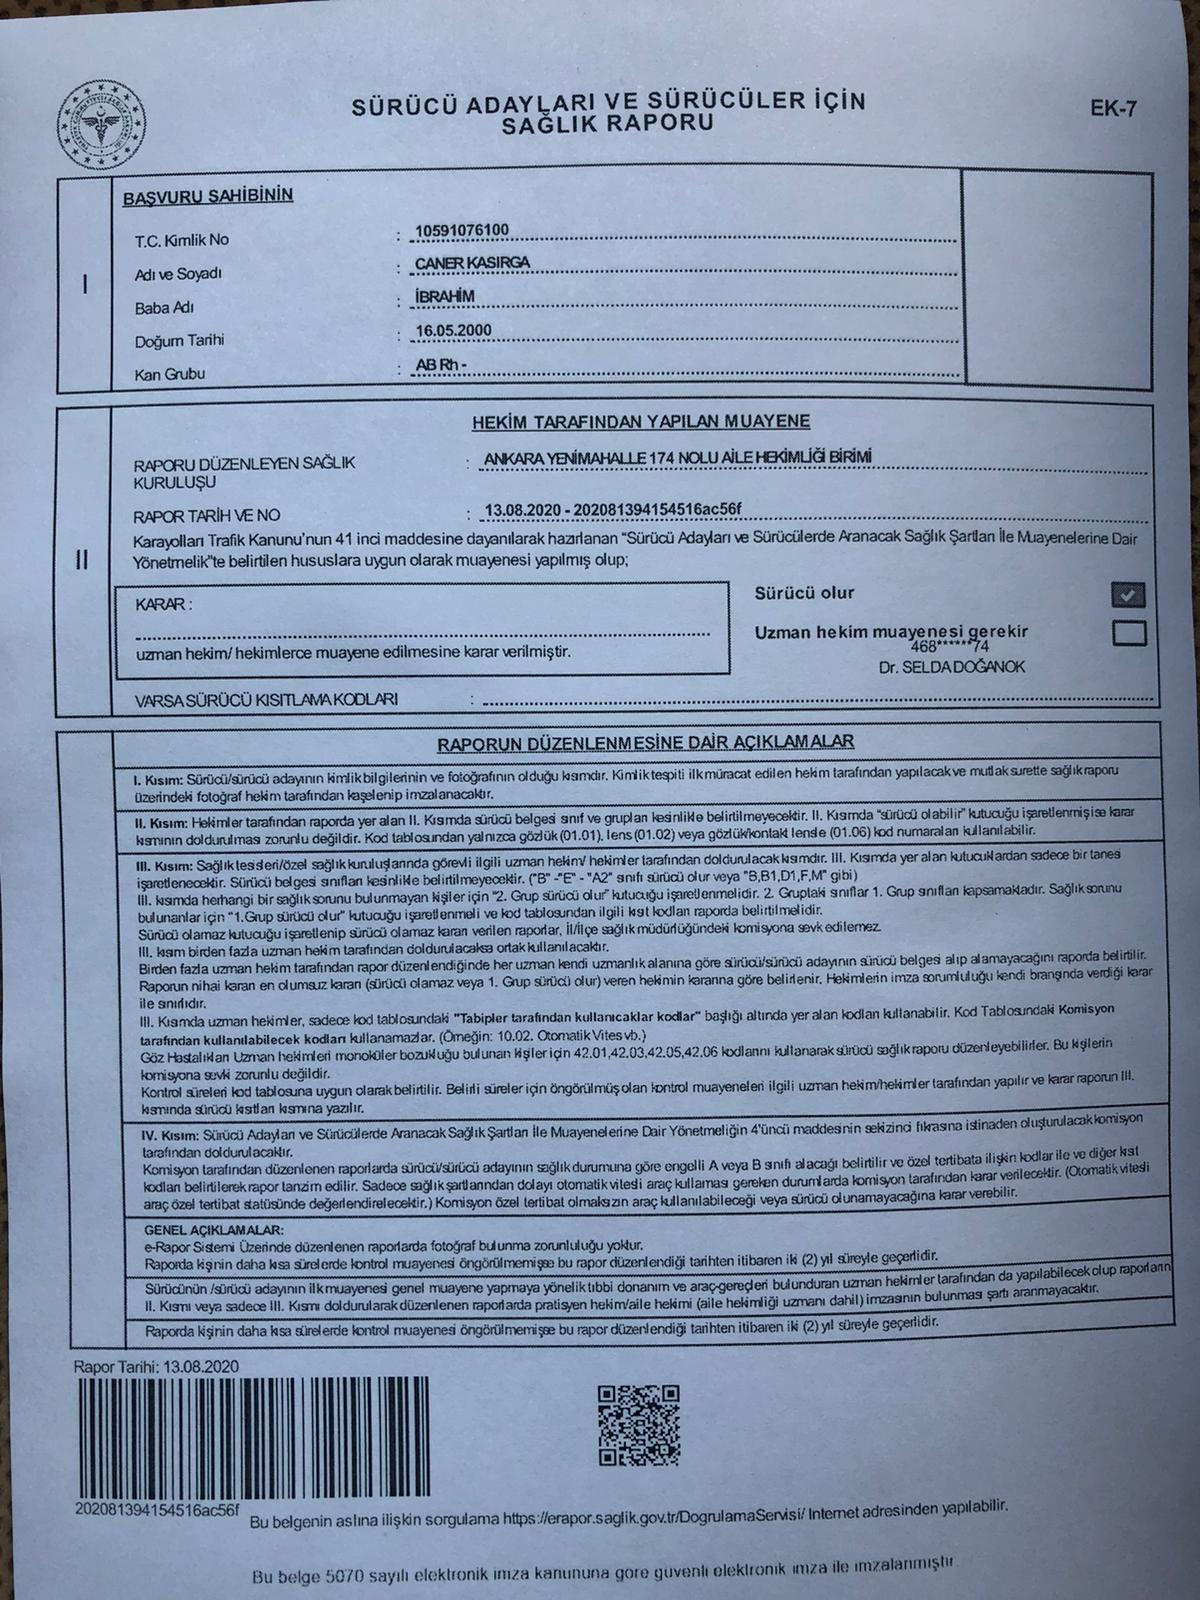 SÜRÜCÜ ADAYLARI VE SÜRÜCÜLER İÇİN
SAĞLIK RAPORU
EK-7
I
BAŞVURU SAHİBİNİN
T.C. Kimlik No : 10591076100
Adı ve Soyadı : CANER KASIRGA
Baba Adı : İBRAHİM
Doğum Tarihi : 16.05.2000
Kan Grubu : AB Rh -
II
HEKİM TARAFINDAN YAPILAN MUAYENE
RAPORU DÜZENLEYEN SAĞLIK : ANKARA YENİMAHALLE 174 NOLU AİLE HEKİMLİĞİ BİRİMİ
KURULUŞU
RAPOR TARİH VE NO : 13.08.2020 - 202081394154516ac56f
Karayolları Trafik Kanunu'nun 41 inci maddesine dayanılarak hazırlanan "Sürücü Adayları ve Sürücülerde Aranacak Sağlık Şartları İle Muayenelerine Dair
Yönetmelik"te belirtilen hususlara uygun olarak muayenesi yapılmış olup;
KARAR :
uzman hekim/ hekimlerce muayene edilmesine karar verilmiştir.
Sürücü olur
Uzman hekim muayenesi gerekir
468******74
Dr. SELDA DOĞANOK
VARSA SÜRÜCÜ KISITLAMA KODLARI :
RAPORUN DÜZENLENMESİNE DAİR AÇIKLAMALAR
I. Kısım: Sürücü/sürücü adayının kimlik bilgilerinin ve fotoğrafının olduğu kısımdır. Kimlik tespiti ilk müracat edilen hekim tarafından yapılacak ve mutlak surette sağlık raporu
üzerindeki fotoğraf hekim tarafından kaşelenip imzalanacaktır.
II. Kısım: Hekimler tarafından raporda yer alan II. Kısımda sürücü belgesi sınıf ve grupları kesinlikle belirtilmeyecektir. II. Kısımda "sürücü olabilir" kutucuğu işaretlenmiş ise karar
kısmının doldurulması zorunlu değildir. Kod tablosundan yalnızca gözlük (01.01), lens (01.02) veya gözlük/kontak lensle (01.06) kod numaraları kullanılabilir.
III. Kısım: Sağlık tesisleri/özel sağlık kuruluşlarında görevli ilgili uzman hekim/ hekimler tarafından doldurulacak kısımdır. III. Kısımda yer alan kutucuklardan sadece bir tanesi
işaretlenecektir. Sürücü belgesi sınıfları kesinlikle belirtilmeyecektir. ("B" -"E" - "A2" sınıfı sürücü olur veya "B,B1,D1,F,M" gibi)
III. kısımda herhangi bir sağlık sorunu bulunmayan kişiler için "2. Grup sürücü olur" kutucuğu işaretlenmelidir. 2. Gruptaki sınıflar 1. Grup sınıfları kapsamaktadır. Sağlık sorunu
bulunanlar için "1.Grup sürücü olur" kutucuğu işaretlenmeli ve kod tablosundan ilgili kısıt kodları raporda belirtilmelidir.
Sürücü olamaz kutucuğu işaretlenip sürücü olamaz kararı verilen raporlar, İl/İlçe sağlık müdürlüğündeki komisyona sevk edilemez.
III. kısım birden fazla uzman hekim tarafından doldurulacaksa ortak kullanılacaktır.
Birden fazla uzman hekim tarafından rapor düzenlendiğinde her uzman kendi uzmanlık alanına göre sürücü/sürücü adayının sürücü belgesi alıp alamayacağını raporda belirtilir.
Raporun nihai kararı en olumsuz kararı (sürücü olamaz veya 1. Grup sürücü olur) veren hekimin kararına göre belirlenir. Hekimlerin imza sorumluluğu kendi branşında verdiği karar
ile sınırlıdır.
III. Kısımda uzman hekimler, sadece kod tablosundaki "Tabipler tarafından kullanıcaklar kodlar" başlığı altında yer alan kodları kullanabilir. Kod Tablosundaki Komisyon
tarafından kullanılabilecek kodları kullanamazlar. (Örneğin: 10.02. Otomatik Vites vb.)
Göz Hastalıkları Uzman hekimleri monoküler bozukluğu bulunan kişiler için 42.01,42.03,42.05,42.06 kodlarını kullanarak sürücü sağlık raporu düzenleyebilirler. Bu kişilerin
komisyona sevki zorunlu değildir.
Kontrol süreleri kod tablosuna uygun olarak belirtilir. Belirli süreler için öngörülmüş olan kontrol muayeneleri ilgili uzman hekim/hekimler tarafından yapılır ve karar raporun III.
kısmında sürücü kısıtları kısmına yazılır.
IV. Kısım: Sürücü Adayları ve Sürücülerde Aranacak Sağlık Şartları İle Muayenelerine Dair Yönetmeliğin 4'üncü maddesinin sekizinci fıkrasına istinaden oluşturulacak komisyon
tarafından doldurulacaktır.
Komisyon tarafından düzenlenen raporlarda sürücü/sürücü adayının sağlık durumuna göre engelli A veya B sınıfı alacağı belirtilir ve özel tertibata ilişkin kodlar ile ve diğer kısıt
kodları belirtilerek rapor tanzim edilir. Sadece sağlık şartlarından dolayı otomatik vitesli araç kullaması gereken durumlarda komisyon tarafından karar verilecektir. (Otomatik vitesli
araç özel tertibat statüsünde değerlendirelecektir.) Komisyon özel tertibat olmaksızın araç kullanılabileceği veya sürücü olunamayacağına karar verebilir.
GENEL AÇIKLAMALAR:
e-Rapor Sistemi Üzerinde düzenlenen raporlarda fotoğraf bulunma zorunluluğu yoktur.
Raporda kişinin daha kısa sürelerde kontrol muayenesi öngörülmemişse bu rapor düzenlendiği tarihten itibaren iki (2) yıl süreyle geçerlidir.
Sürücünün /sürücü adayının ilk muayenesi genel muayene yapmaya yönelik tıbbi donanım ve araç-gereçleri bulunduran uzman hekimler tarafından da yapılabilecek olup raporların
II. Kısmı veya sadece III. Kısmı doldurularak düzenlenen raporlarda pratisyen hekim/aile hekimi (aile hekimliği uzmanı dahil) imzasının bulunması şartı aranmayacaktır.
Raporda kişinin daha kısa sürelerde kontrol muayenesi öngörülmemişse bu rapor düzenlendiği tarihten itibaren iki (2) yıl süreyle geçerlidir.
Rapor Tarihi: 13.08.2020
202081394154516ac56f
Bu belgenin aslına ilişkin sorgulama https://erapor.saglik.gov.tr/DogrulamaServisi/ Internet adresinden yapılabilir.
Bu belge 5070 sayılı elektronik imza kanununa göre güvenli elektronik imza ile imzalanmıştır